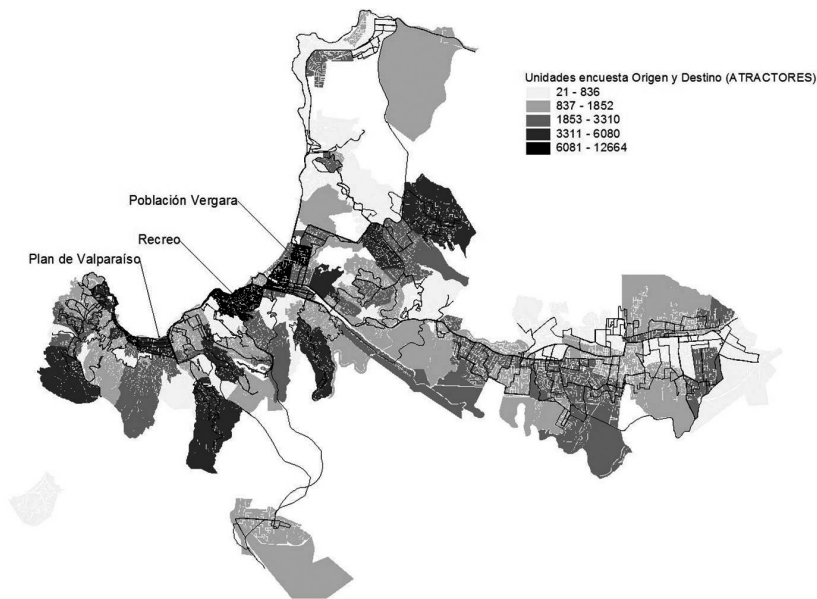 Unidades encuesta Origen y Destino (ATRACTORES)
21 - 836
837 - 1852
1853 - 3310
3311 - 6080
6081 - 12664
Población Vergara
Recreo
Plan de Valparaíso